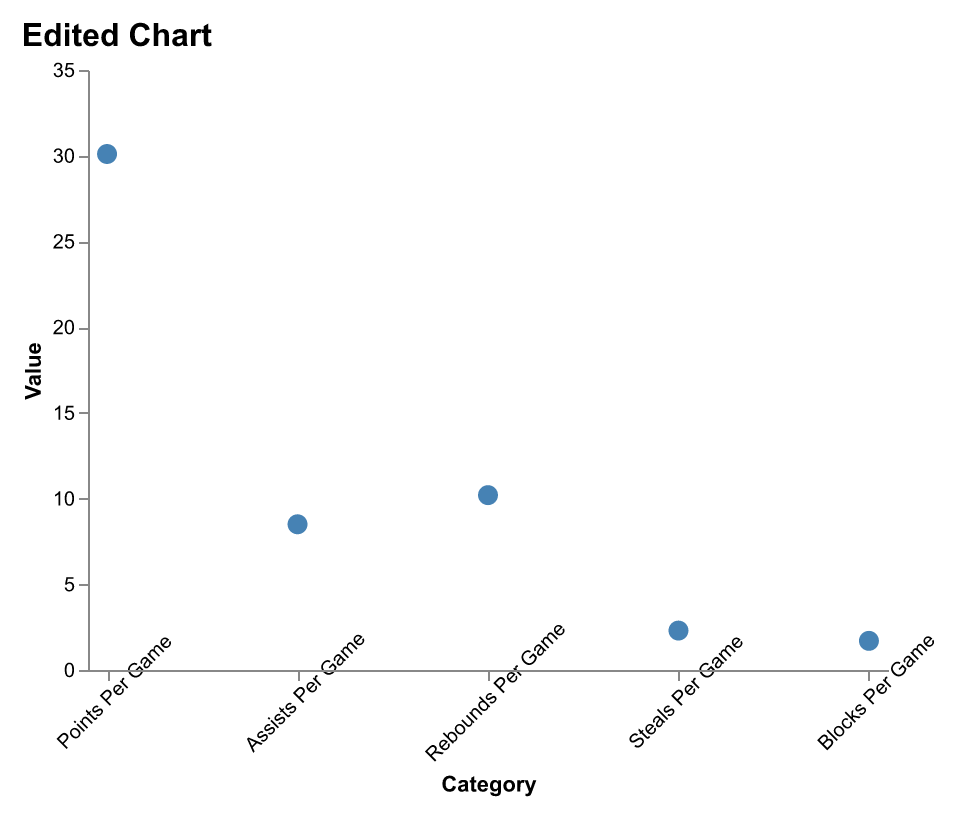 Edited Chart
35
30
25
20
15
10
5
0
Value
Points Per Game
Assists Per Game
Rebounds Per Game
Steals Per Game
Blocks Per Game
Category